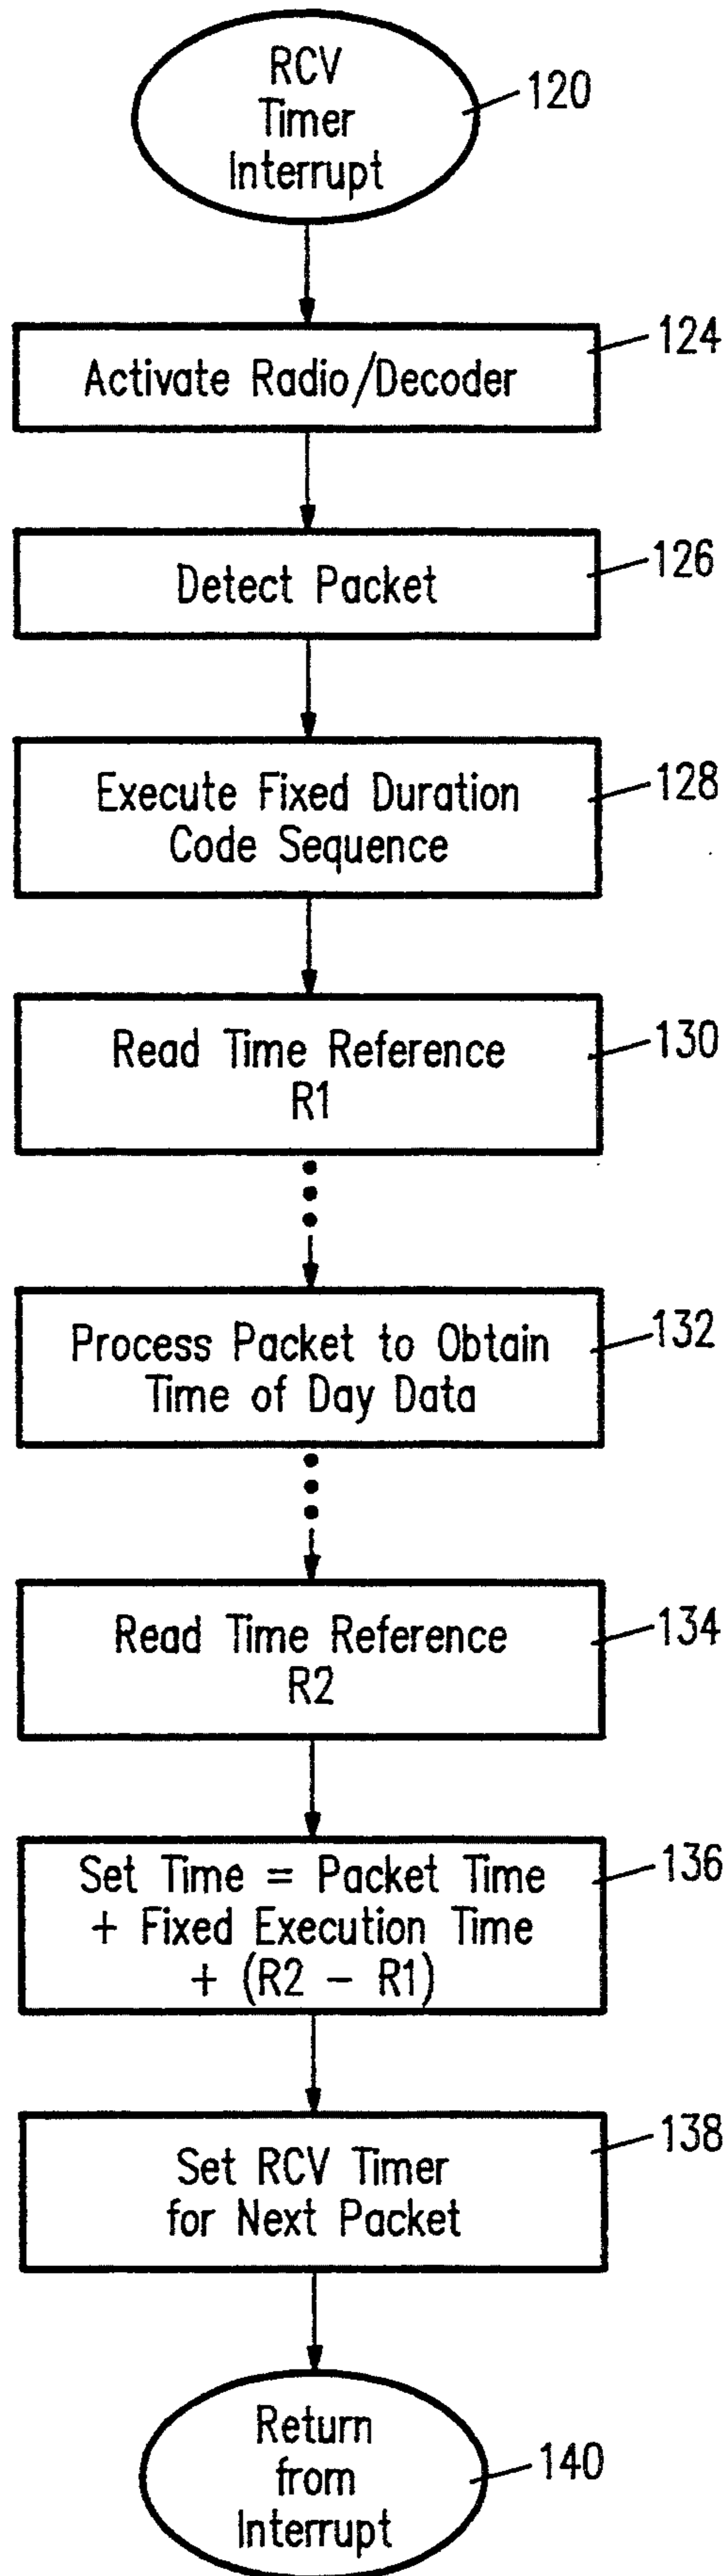 RCV
Timer
Interrupt
120
Activate Radio/Decoder
124
Detect Packet
126
Execute Fixed Duration
Code Sequence
128
Read Time Reference
R1
130
Process Packet to Obtain
Time of Day Data
132
Read Time Reference
R2
134
Set Time = Packet Time
+ Fixed Execution Time
+ (R2 - R1)
136
Set RCV Timer
for Next Packet
138
Return
from
Interrupt
140